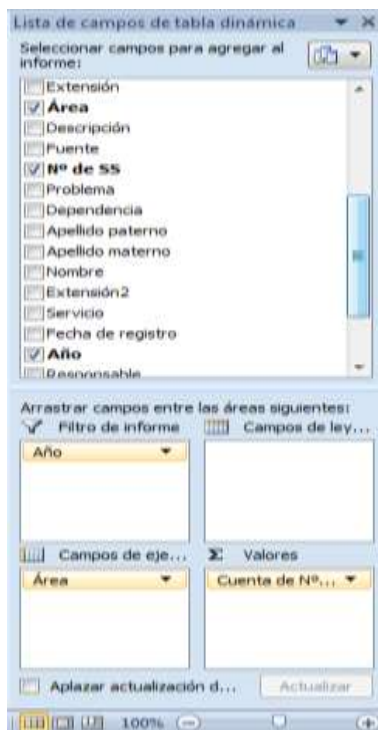 Lista de campos de tabla dinámica
Seleccionar campos para agregar al
informe:
Extensión
Área
Descripción
Fuente
Nº de SS
Problema
Dependencia
Apellido paterno
Apellido materno
Nombre
Extensión2
Servicio
Fecha de registro
Año
Responsable
Arrastrar campos entre las áreas siguientes:
Filtro de informe
Campos de ley...
Año
Campos de eje...
Σ Valores
Área
Cuenta de Nº...
Aplazar actualización d...
Actualizar
100%